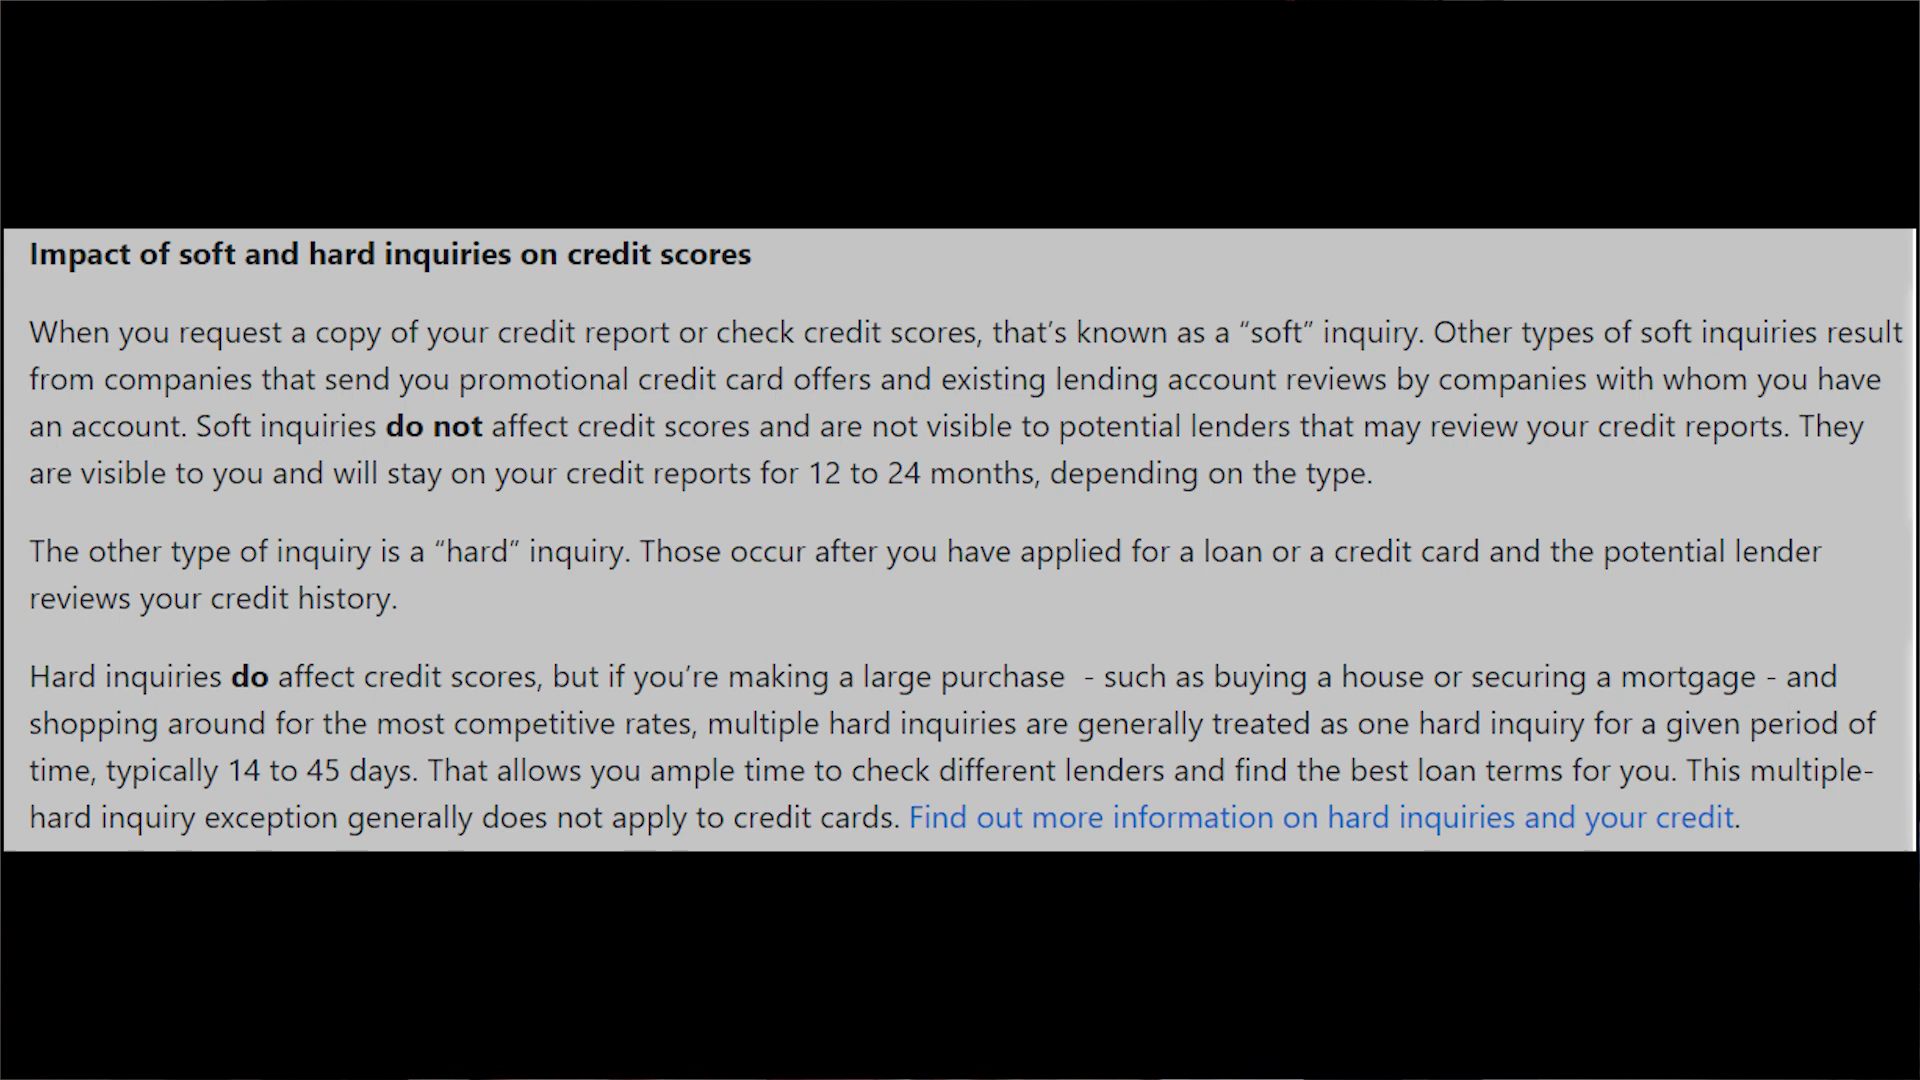 Impact of soft and hard inquiries on credit scores
When you request a copy of your credit report or check credit scores, that’s known as a “soft” inquiry. Other types of soft inquiries result
from companies that send you promotional credit card offers and existing lending account reviews by companies with whom you have
an account. Soft inquiries do not affect credit scores and are not visible to potential lenders that may review your credit reports. They
are visible to you and will stay on your credit reports for 12 to 24 months, depending on the type.
The other type of inquiry is a “hard” inquiry. Those occur after you have applied for a loan or a credit card and the potential lender
reviews your credit history.
Hard inquiries do affect credit scores, but if you’re making a large purchase  - such as buying a house or securing a mortgage - and
shopping around for the most competitive rates, multiple hard inquiries are generally treated as one hard inquiry for a given period of
time, typically 14 to 45 days. That allows you ample time to check different lenders and find the best loan terms for you. This multiple-
hard inquiry exception generally does not apply to credit cards. Find out more information on hard inquiries and your credit.